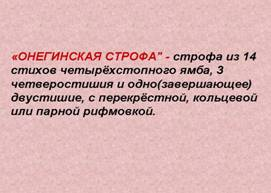 «ОНЕГИНСКАЯ СТРОФА" - строфа из 14
стихов четырёхстопного ямба, 3
четверостишия и одно(завершающее)
двустишие, с перекрёстной, кольцевой
или парной рифмовкой.